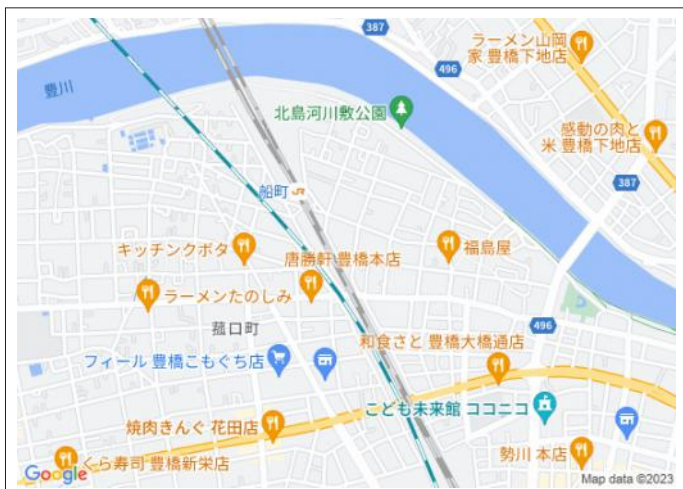 387
ラーメン山岡
家 豊橋下地店
豊川
496
北島河川敷公園
感動の肉と
米 豊橋下地店
387
船町
キッチンクボタ
唐勝軒 豊橋本店
福島屋
ラーメンたのしみ
菰口町
496
和食さと 豊橋大橋通店
フィール 豊橋こもぐち店
こども未来館 ココニコ
焼肉きんぐ 花田店
くら寿司 豊橋新栄店
勢川 本店
Google
Map data ©2023